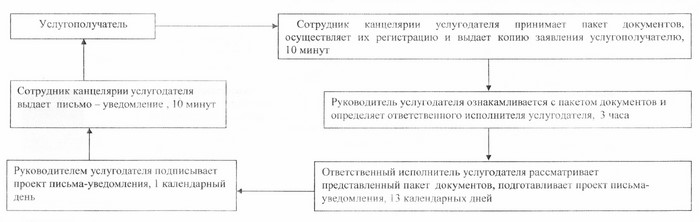 Услугополучатель
Сотрудник канцелярии услугодателя принимает пакет документов,
осуществляет их регистрацию и выдает копию заявления услугополучателю,
10 минут
Руководитель услугодателя ознакамливается с пакетом документов и
определяет ответственного исполнителя услугодателя, 3 часа
Ответственный исполнитель услугодателя рассматривает
представленный пакет документов, подготавливает проект письма-
уведомления, 13 календарных дней
Руководителем услугодателя подписывает
проект письма-уведомления, 1 календарный
день
Сотрудник канцелярии услугодателя
выдает письмо – уведомление , 10 минут